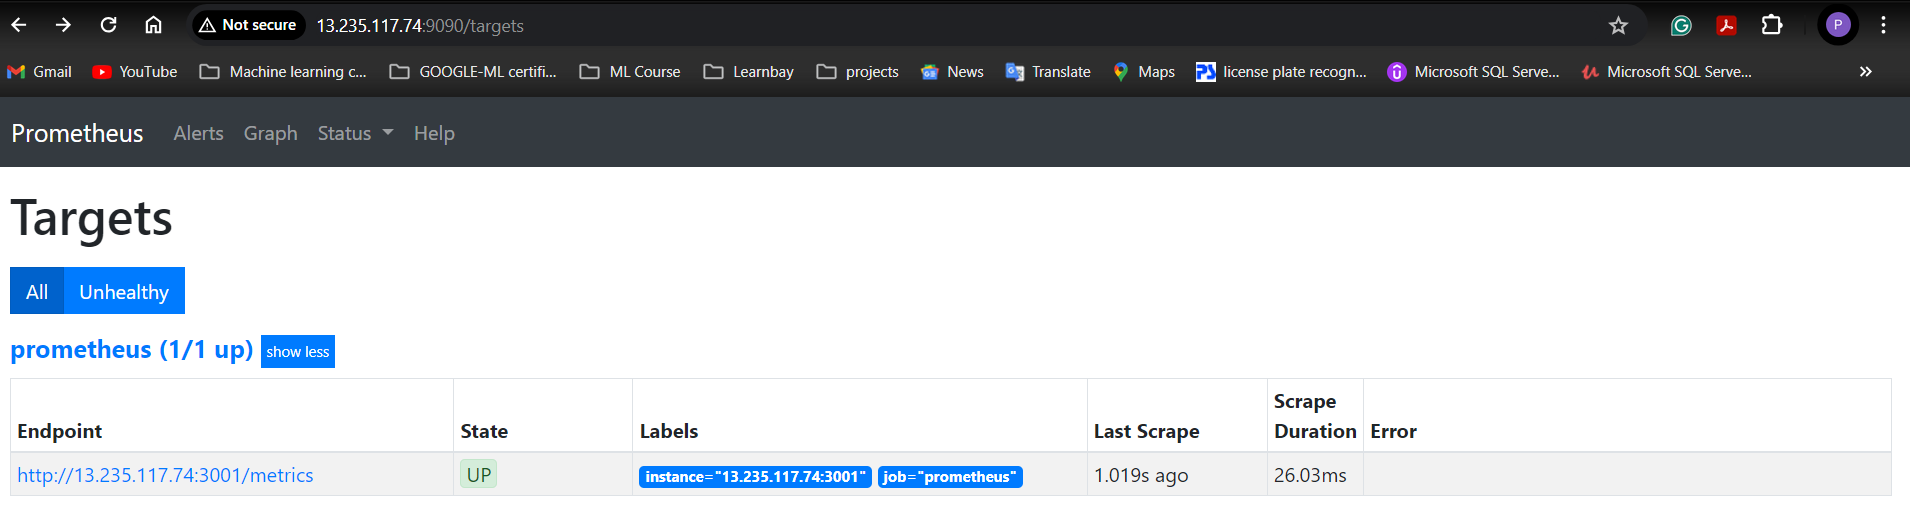 Not secure 13.235.117.74:9090/targets P
Gmail YouTube Machine learning c... GOOGLE-ML certifi... ML Course Learnbay projects News Translate Maps license plate recogn... Microsoft SQL Serve... Microsoft SQL Serve... »
Prometheus Alerts Graph Status Help
Targets
All Unhealthy
prometheus (1/1 up) show less
Endpoint State Labels Last Scrape Scrape Duration Error
http://13.235.117.74:3001/metrics UP instance="13.235.117.74:3001" job="prometheus" 1.019s ago 26.03ms